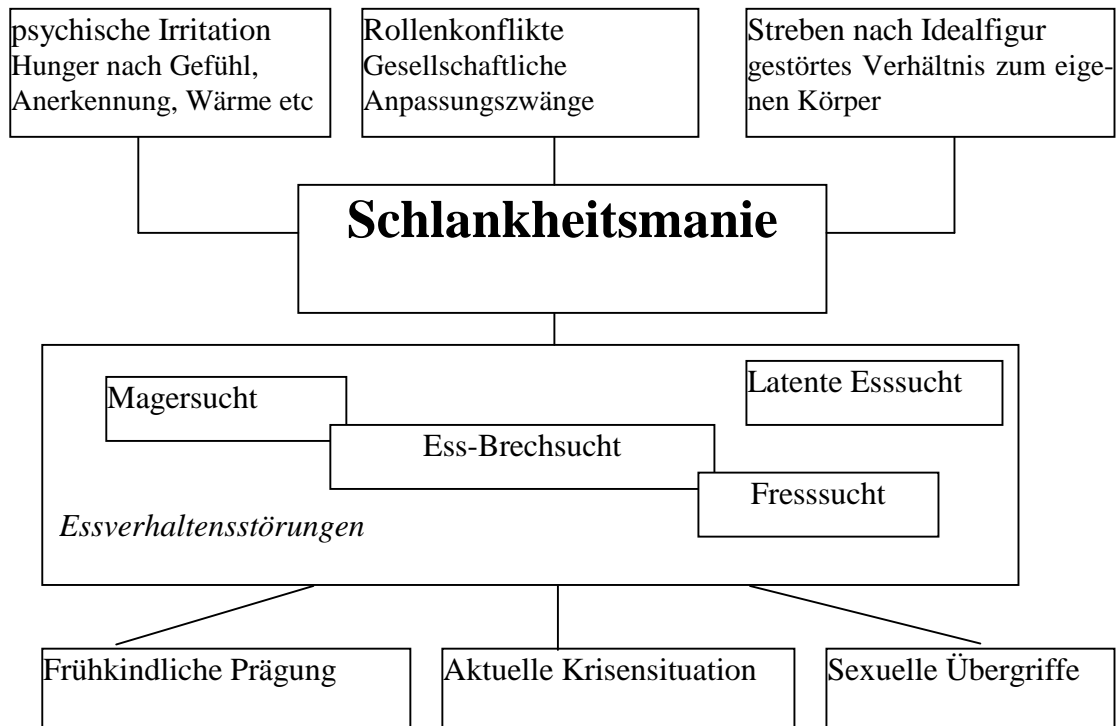 psychische Irritation
Hunger nach Gefühl,
Anerkennung, Wärme etc
Rollenkonflikte
Gesellschaftliche
Anpassungszwänge
Streben nach Idealfigur
gestörtes Verhältnis zum eige-
nen Körper
Schlankheitsmanie
Magersucht
Latente Esssucht
Ess-Brechsucht
Fresssucht
Essverhaltensstörungen
Frühkindliche Prägung
Aktuelle Krisensituation
Sexuelle Übergriffe